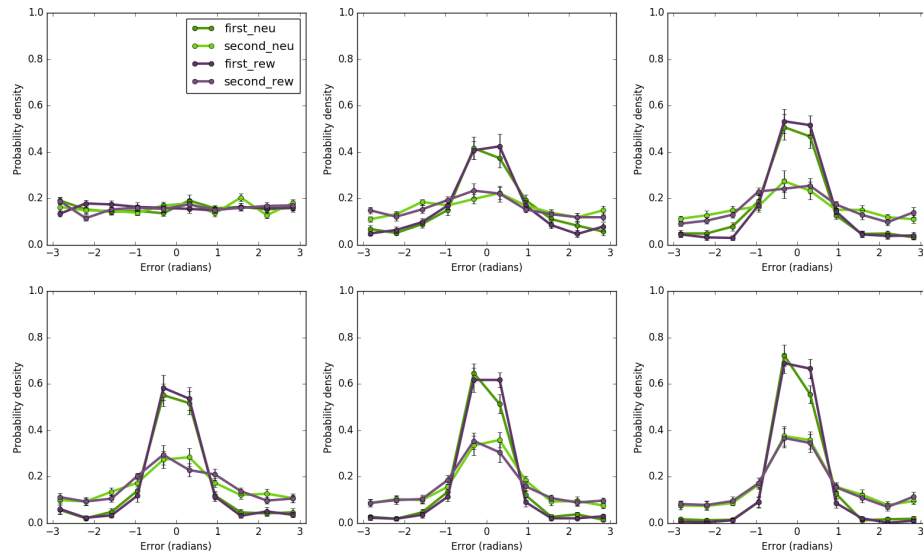 1.0
0.8
0.6
0.4
0.2
0.0
Probability density
−3 −2 −1 0 1 2 3
Error (radians)
first_neu
second_neu
first_rew
second_rew
1.0
0.8
0.6
0.4
0.2
0.0
Probability density
−3 −2 −1 0 1 2 3
Error (radians)
1.0
0.8
0.6
0.4
0.2
0.0
Probability density
−3 −2 −1 0 1 2 3
Error (radians)
1.0
0.8
0.6
0.4
0.2
0.0
Probability density
−3 −2 −1 0 1 2 3
Error (radians)
1.0
0.8
0.6
0.4
0.2
0.0
Probability density
−3 −2 −1 0 1 2 3
Error (radians)
1.0
0.8
0.6
0.4
0.2
0.0
Probability density
−3 −2 −1 0 1 2 3
Error (radians)